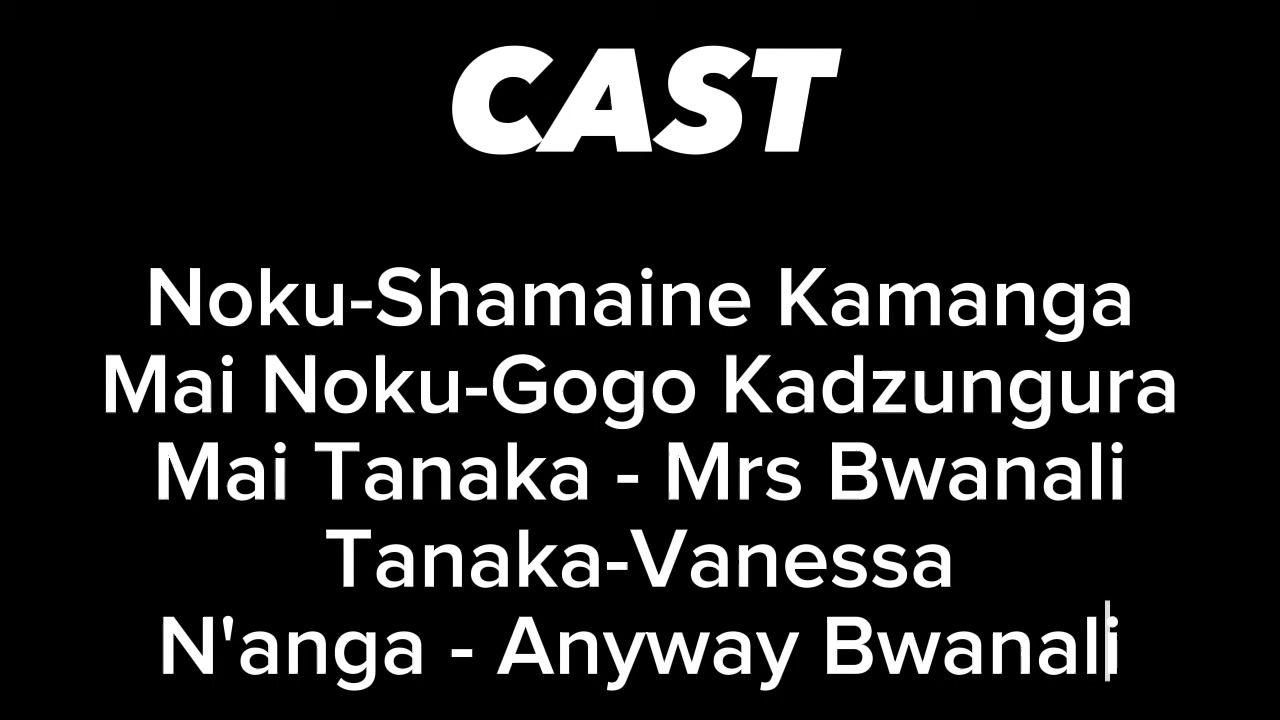 CAST
Noku-Shamaine Kamanga
Mai Noku-Gogo Kadzungura
Mai Tanaka - Mrs Bwanali
Tanaka-Vanessa
N'anga - Anyway Bwanali